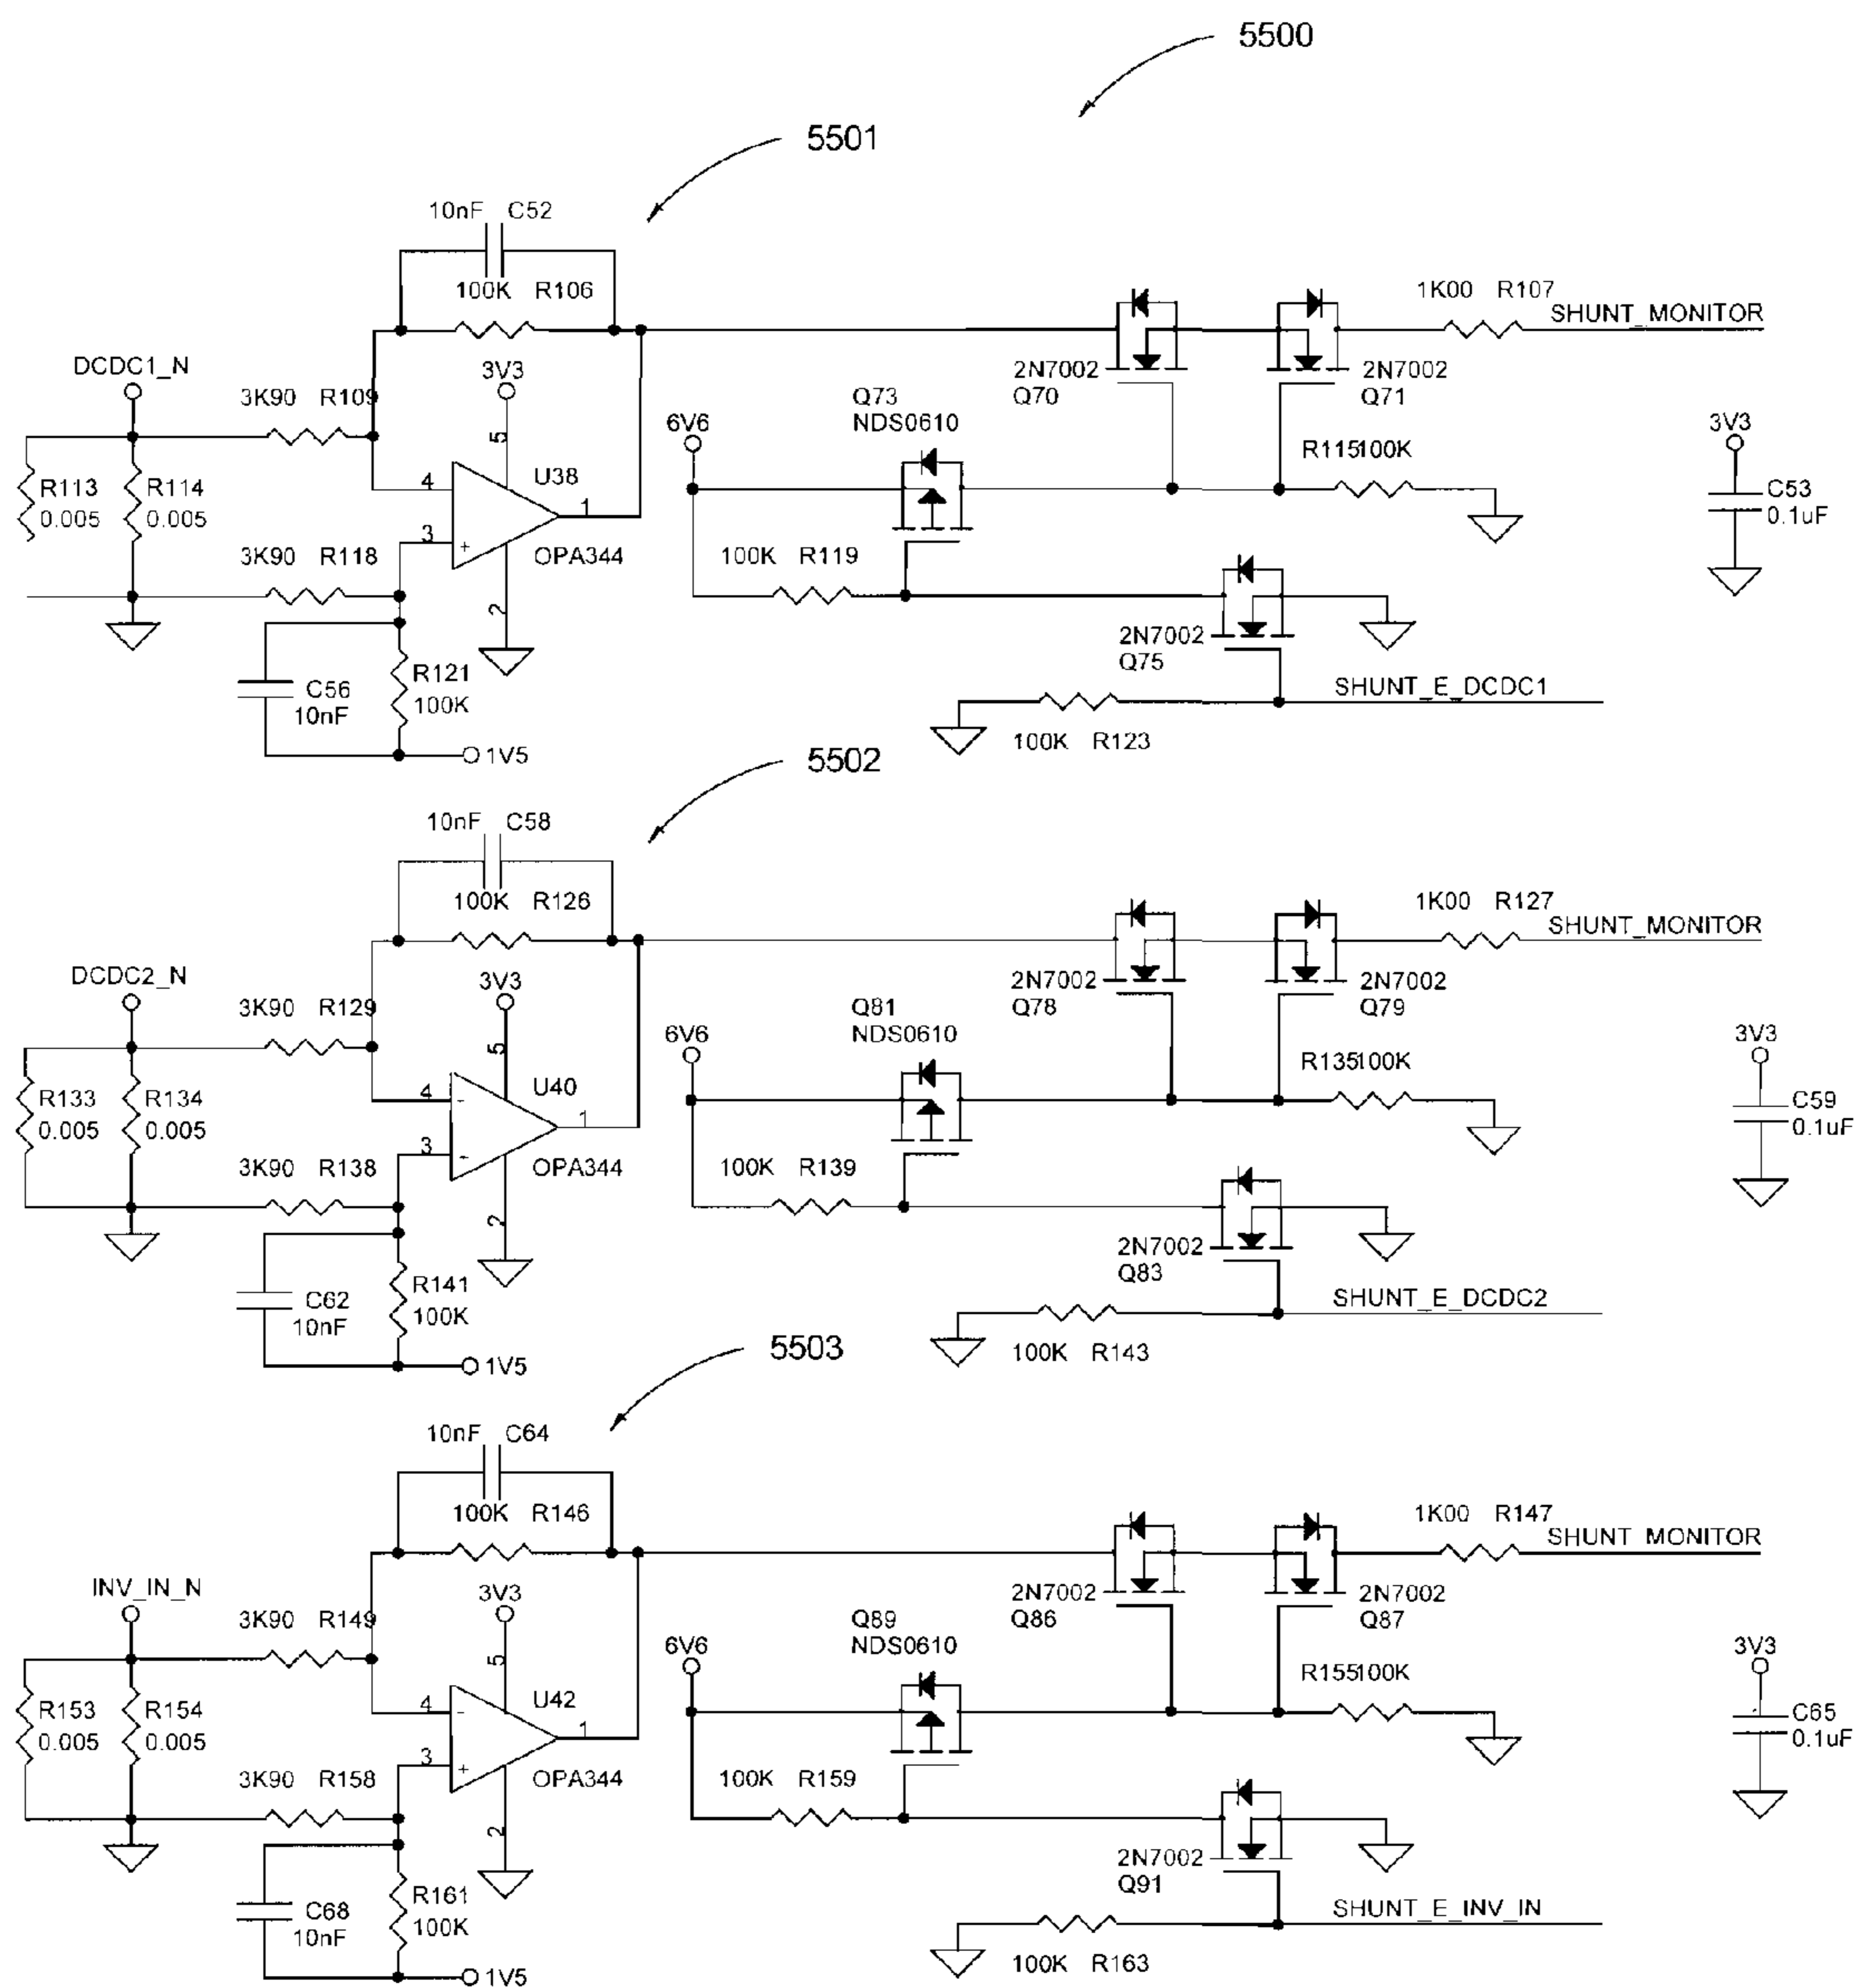 5500
5501
10nF C52
100K R106
1K00 R107
SHUNT_MONITOR
DCDC1_N
3V3
3K90 R109
2N7002
Q70
2N7002
Q71
Q73
NDS0610
6V6
3V3
5
R115 100K
R113
0.005
R114
0.005
4
U38
1
C53
0.1uF
3
+
OPA344
3K90 R118
100K R119
2
2N7002
Q75
R121
100K
C56
10nF
SHUNT_E_DCDC1
1V5
100K R123
5502
10nF C58
100K R126
1K00 R127
SHUNT_MONITOR
DCDC2_N
3V3
3K90 R129
2N7002
Q78
2N7002
Q79
Q81
NDS0610
6V6
3V3
5
R135 100K
R133
0.005
R134
0.005
4
-
U40
1
C59
0.1uF
3
-
OPA344
3K90 R138
100K R139
2
2N7002
Q83
R141
100K
C62
10nF
SHUNT_E_DCDC2
1V5
100K R143
5503
10nF C64
100K R146
1K00 R147
SHUNT_MONITOR
INV_IN_N
3V3
3K90 R149
2N7002
Q86
2N7002
Q87
Q89
NDS0610
6V6
3V3
5
R155 100K
R153
0.005
R154
0.005
4
-
U42
1
C65
0.1uF
3
+
OPA344
3K90 R158
100K R159
2
2N7002
Q91
R161
100K
C68
10nF
SHUNT_E_INV_IN
1V5
100K R163